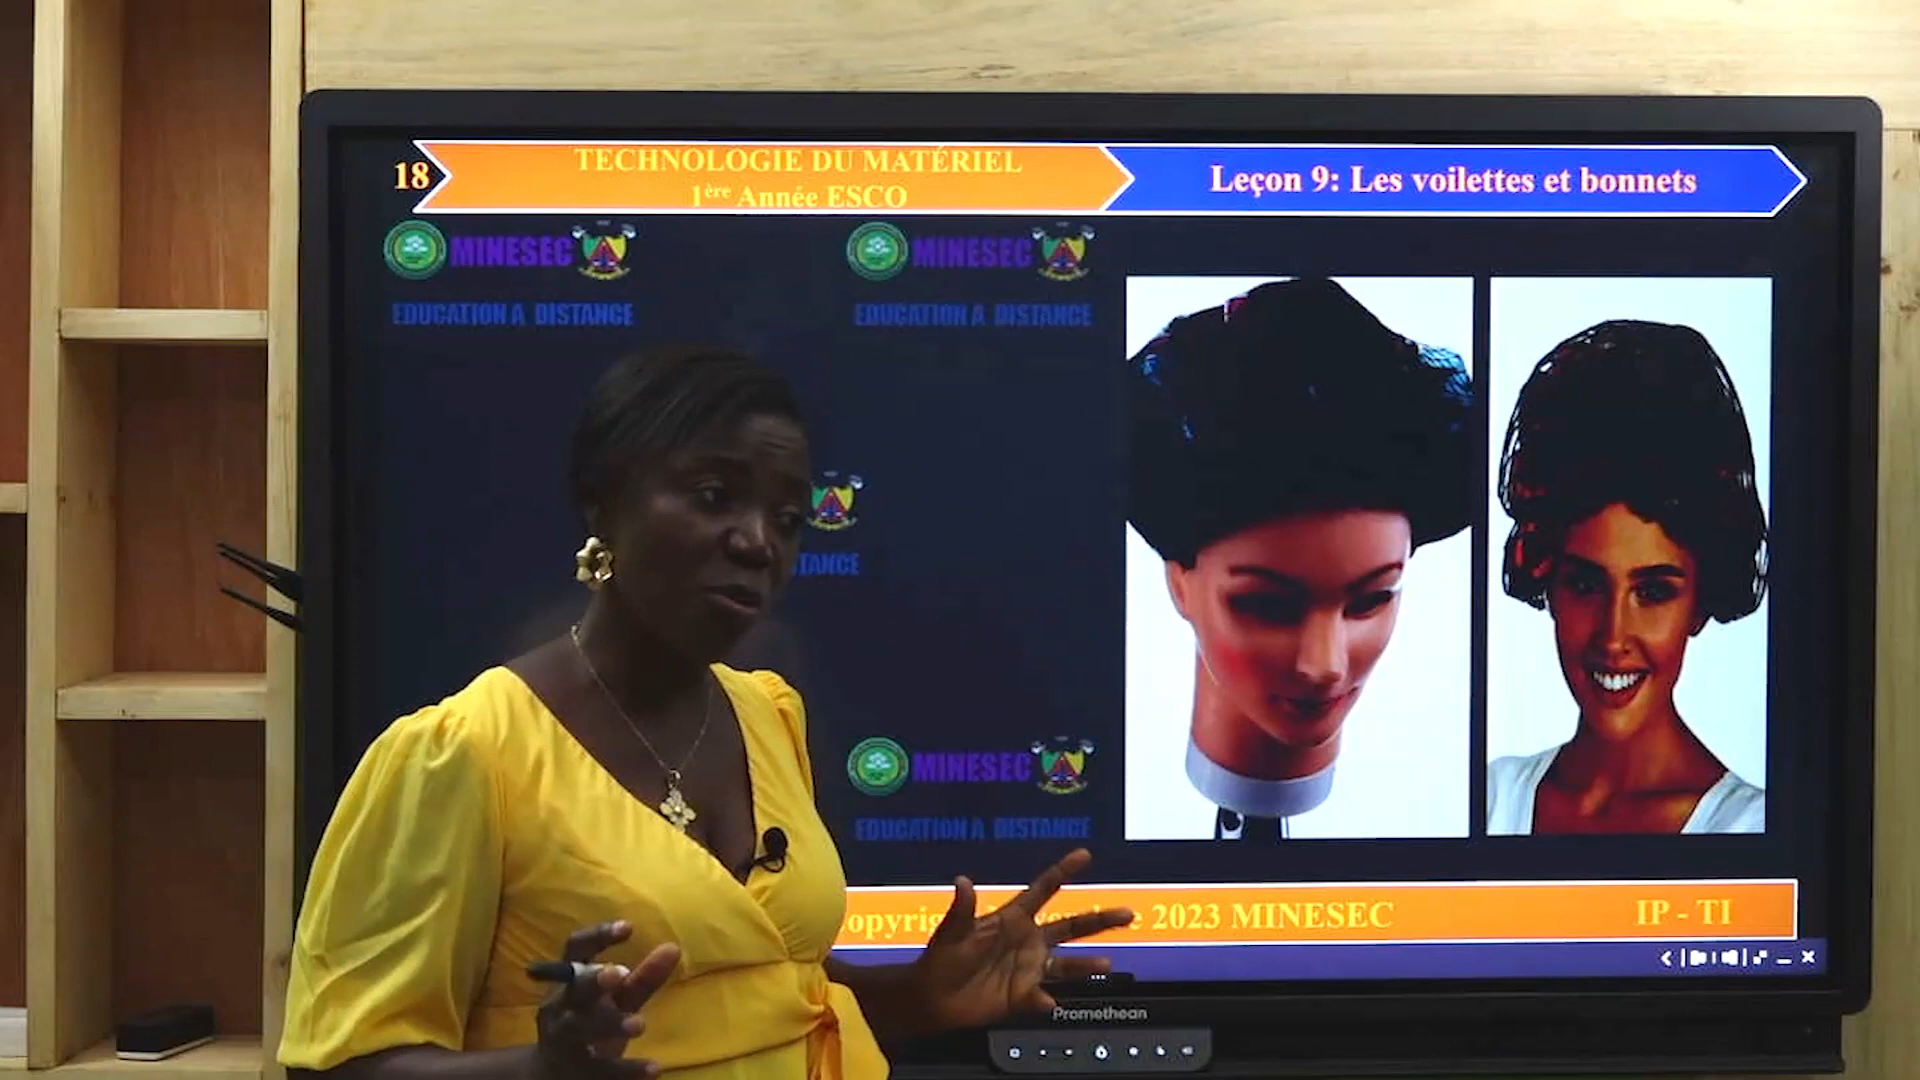 18
TECHNOLOGIE DU MATÉRIEL
1ère Année ESCO
Leçon 9: Les voilettes et bonnets
MINESEC
EDUCATION A DISTANCE
MINESEC
EDUCATION A DISTANCE
MINESEC
EDUCATION A DISTANCE
2023 MINESEC
IP - TI
Promethean